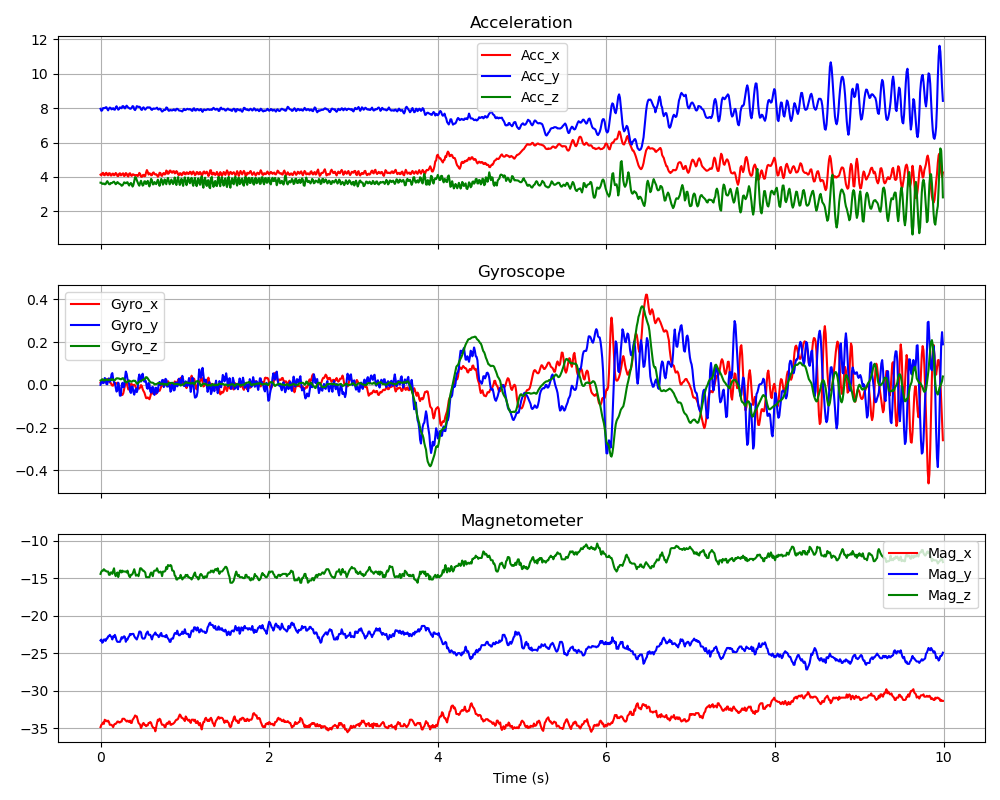 Acceleration
12
10
8
6
4
2
Acc_x
Acc_y
Acc_z
Gyroscope
0.4
0.2
0.0
−0.2
−0.4
Gyro_x
Gyro_y
Gyro_z
Magnetometer
−10
−15
−20
−25
−30
−35
Mag_x
Mag_y
Mag_z
0 2 4 6 8 10
Time (s)